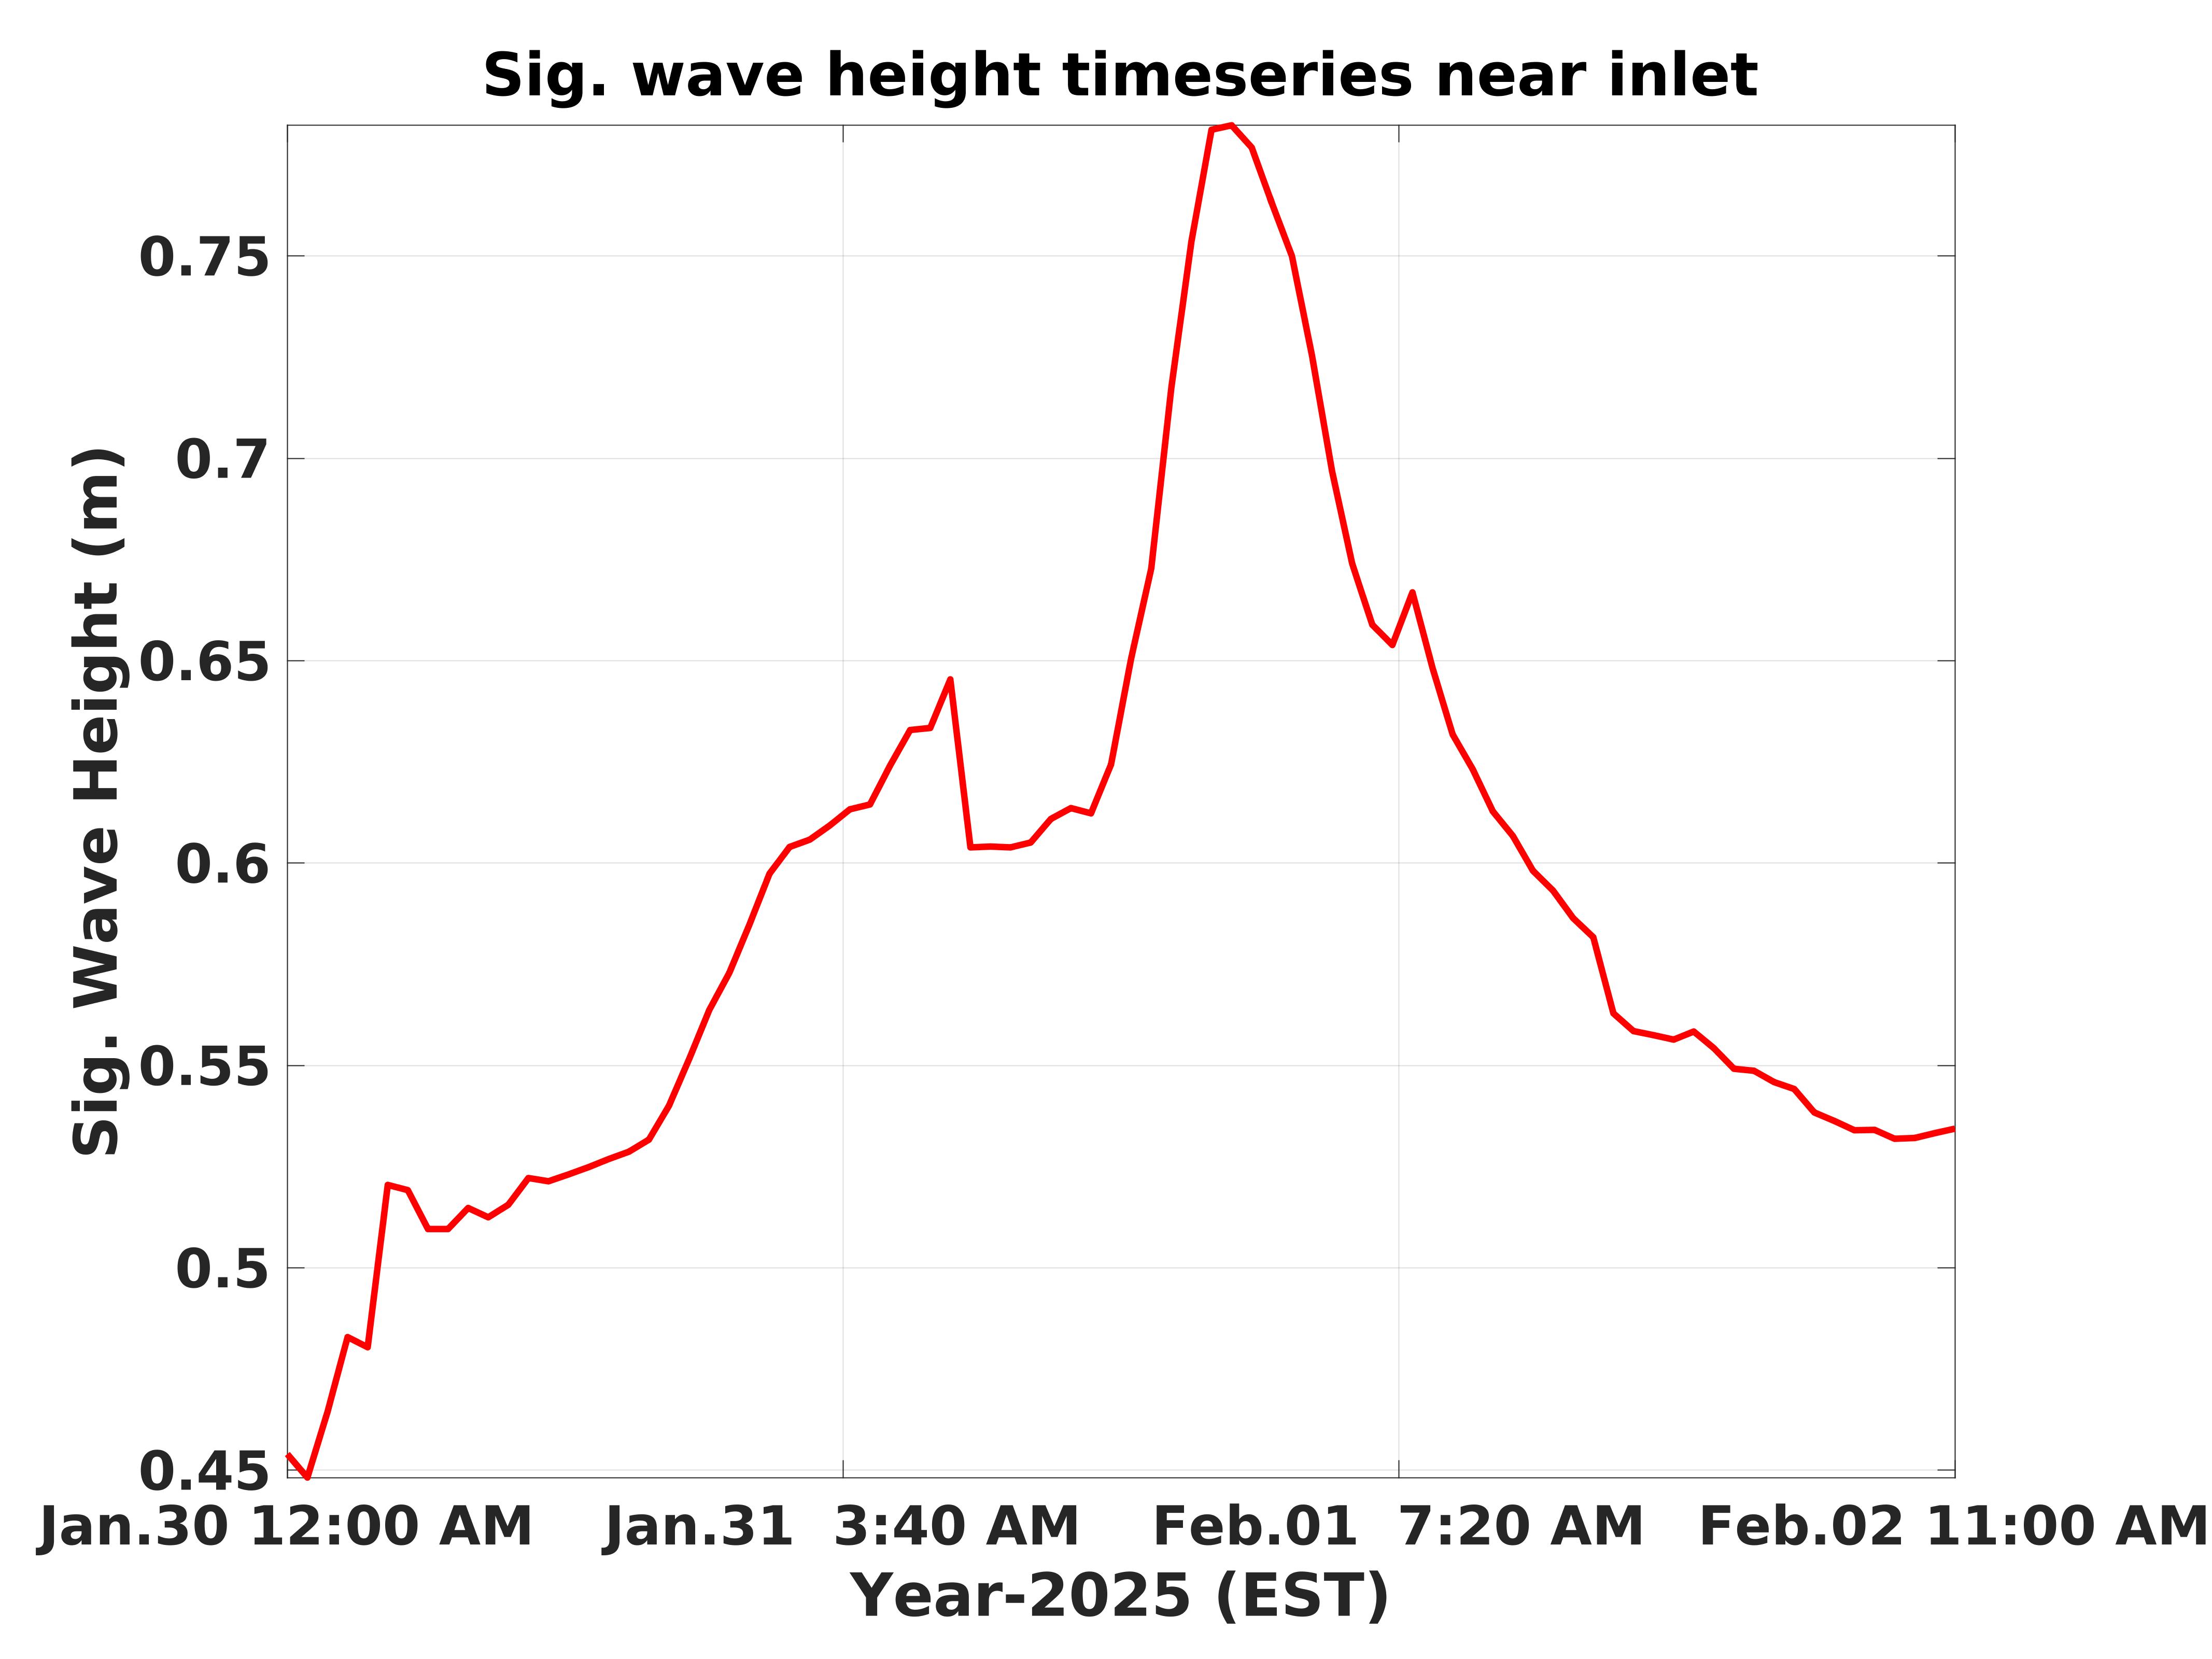 Sig. wave height timeseries near inlet
Sig. Wave Height (m)
0.75
0.7
0.65
0.6
0.55
0.5
0.45
Jan.30 12:00 AM Jan.31 3:40 AM Feb.01 7:20 AM Feb.02 11:00 AM
Year-2025 (EST)